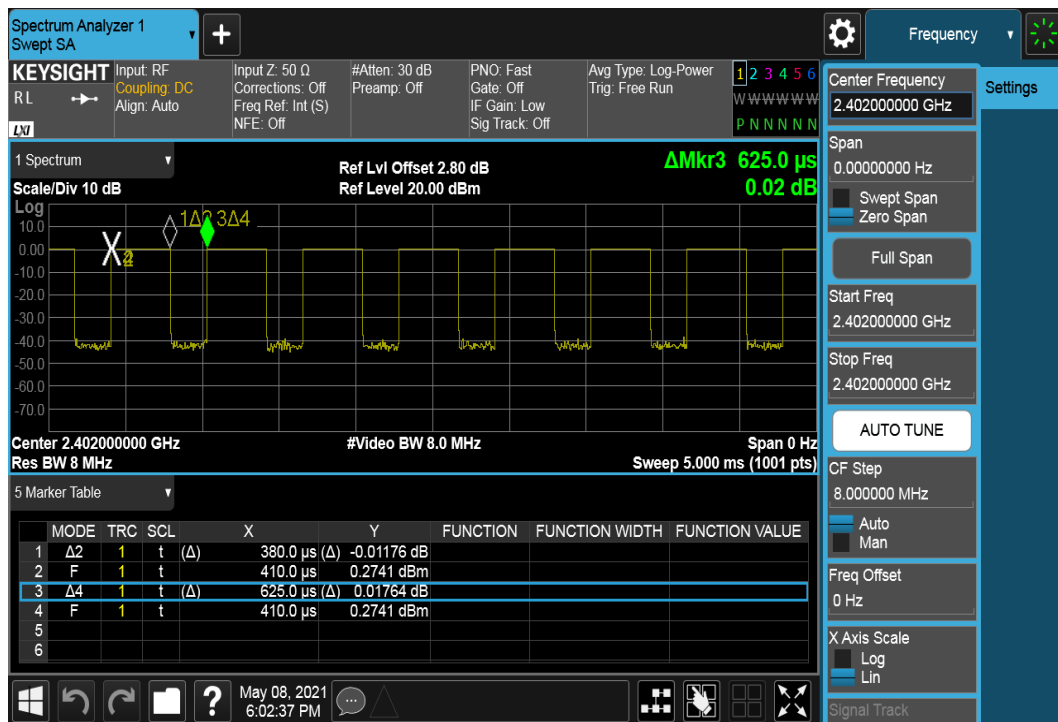 Spectrum Analyzer 1
Swept SA
+
Frequency
KEYSIGHT
RL
LXI
Input: RF
Coupling: DC
Align: Auto
Input Z: 50 Ω
Corrections: Off
Freq Ref: Int (S)
NFE: Off
#Atten: 30 dB
Preamp: Off
PNO: Fast
Gate: Off
IF Gain: Low
Sig Track: Off
Avg Type: Log-Power
Trig: Free Run
1 2 3 4 5 6
W W W W W W
P N N N N N
1 Spectrum
Scale/Div 10 dB
Ref Lvl Offset 2.80 dB
Ref Level 20.00 dBm
ΔMkr3 625.0 µs
0.02 dB
Log
10.0
0.00
-10.0
-20.0
-30.0
-40.0
-50.0
-60.0
-70.0
3Δ4
Center 2.402000000 GHz
#Video BW 8.0 MHz
Span 0 Hz
Res BW 8 MHz
Sweep 5.000 ms (1001 pts)
5 Marker Table
MODE TRC SCL X Y FUNCTION FUNCTION WIDTH FUNCTION VALUE
1 Δ2 1 t (Δ) 380.0 µs (Δ) -0.01176 dB
2 F 1 t 410.0 µs 0.2741 dBm
3 Δ4 1 t (Δ) 625.0 µs (Δ) 0.01764 dB
4 F 1 t 410.0 µs 0.2741 dBm
5
6
May 08, 2021
6:02:37 PM
?
Center Frequency
2.402000000 GHz
Settings
Span
0.00000000 Hz
Swept Span
Zero Span
Full Span
Start Freq
2.402000000 GHz
Stop Freq
2.402000000 GHz
AUTO TUNE
CF Step
8.000000 MHz
Auto
Man
Freq Offset
0 Hz
X Axis Scale
Log
Lin
Signal Track